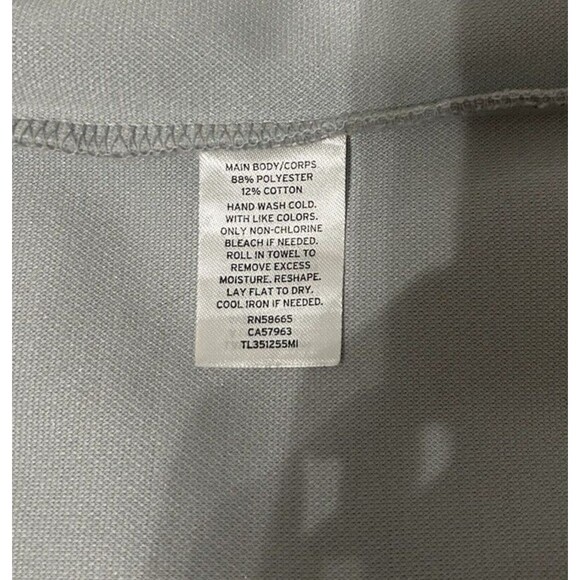 MAIN BODY/CORPS
88% POLYESTER
12% COTTON
HAND WASH COLD.
WITH LIKE COLORS.
ONLY NON-CHLORINE
BLEACH IF NEEDED.
ROLL IN TOWEL TO
REMOVE EXCESS
MOISTURE. RESHAPE.
LAY FLAT TO DRY.
COOL IRON IF NEEDED.
RN58665
CA57963
TL351255MI